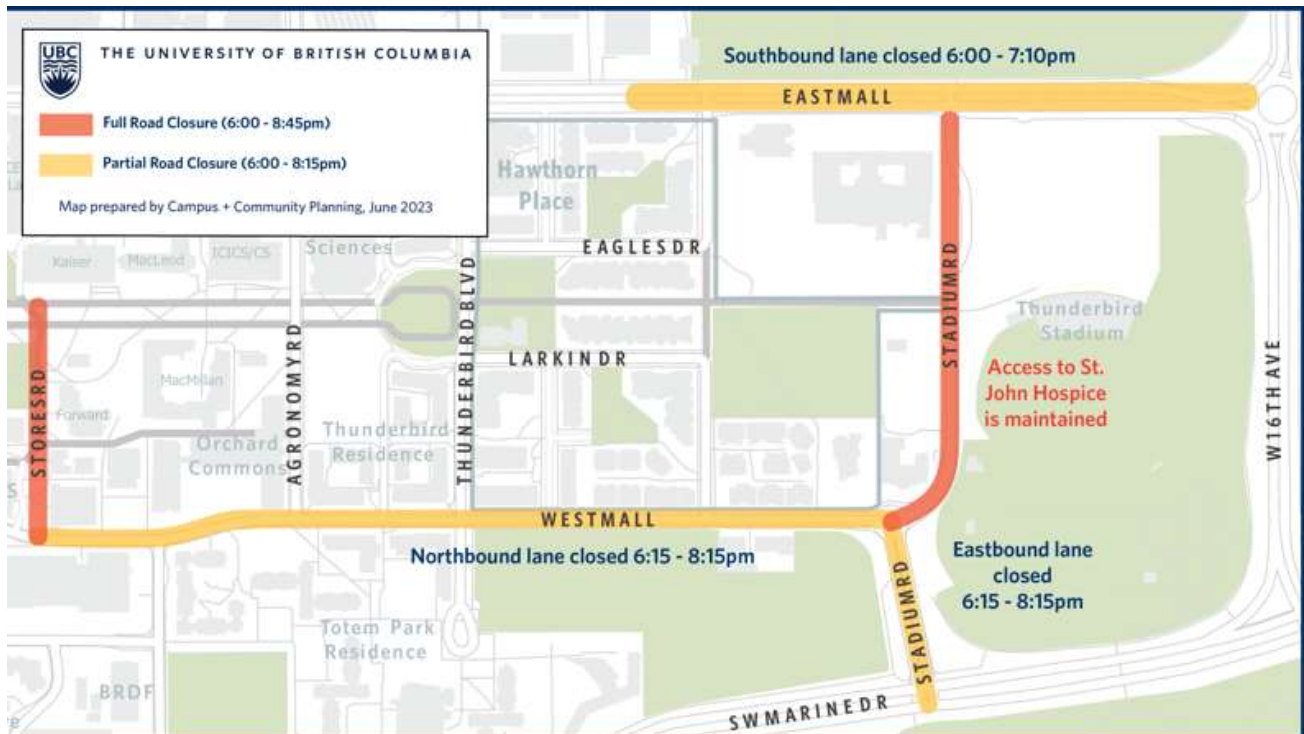 UBC
THE UNIVERSITY OF BRITISH COLUMBIA
Full Road Closure (6:00 - 8:45pm)
Partial Road Closure (6:00 - 8:15pm)
Map prepared by Campus + Community Planning, June 2023
Southbound lane closed 6:00 - 7:10pm
EASTMALL
Hawthorn
Place
EAGLESDR
Sciences
Kaiser
MacLeod
ICICS/CS
THUNDERBIRDBLVD
STADIUMRD
Thunderbird
Stadium
LARKINDR
AGRONOMYRD
MacMillan
Access to St.
John Hospice
is maintained
W16THAVE
STORESRD
Forward
Orchard
Commons
Thunderbird
Residence
WESTMALL
Northbound lane closed 6:15 - 8:15pm
Eastbound lane
closed
6:15 - 8:15pm
STADIUMRD
Totem Park
Residence
BRDF
SWMARINEDR